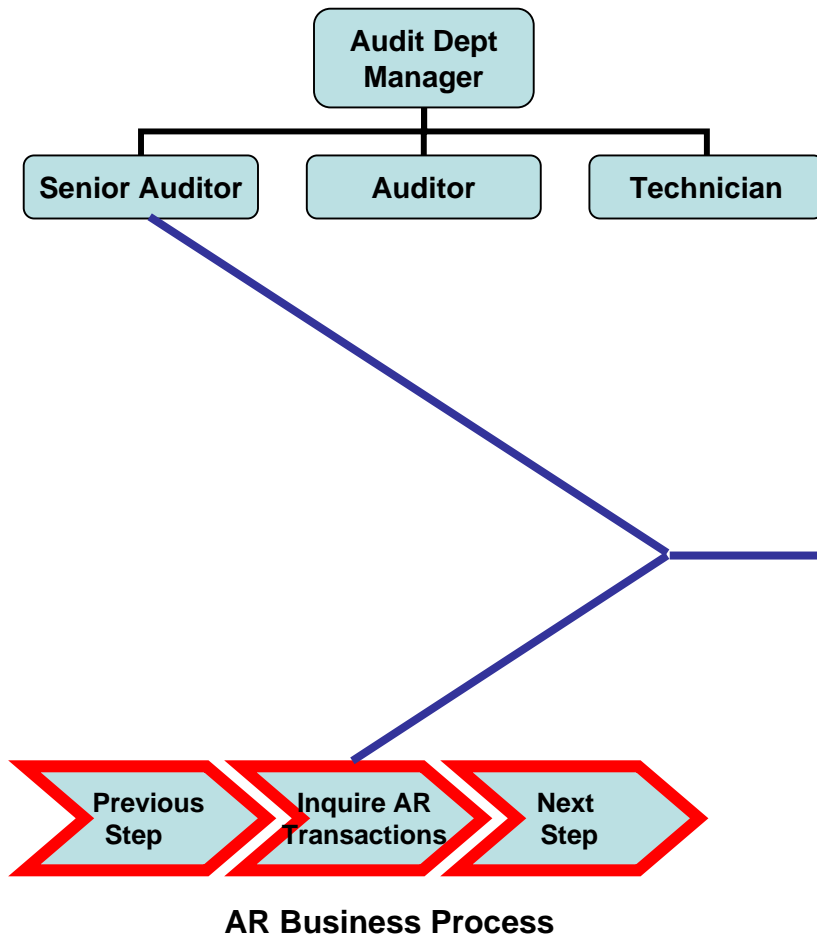 Audit Dept
Manager
Senior Auditor
Auditor
Technician
Previous
Step
Inquire AR
Transactions
Next
Step
AR Business Process